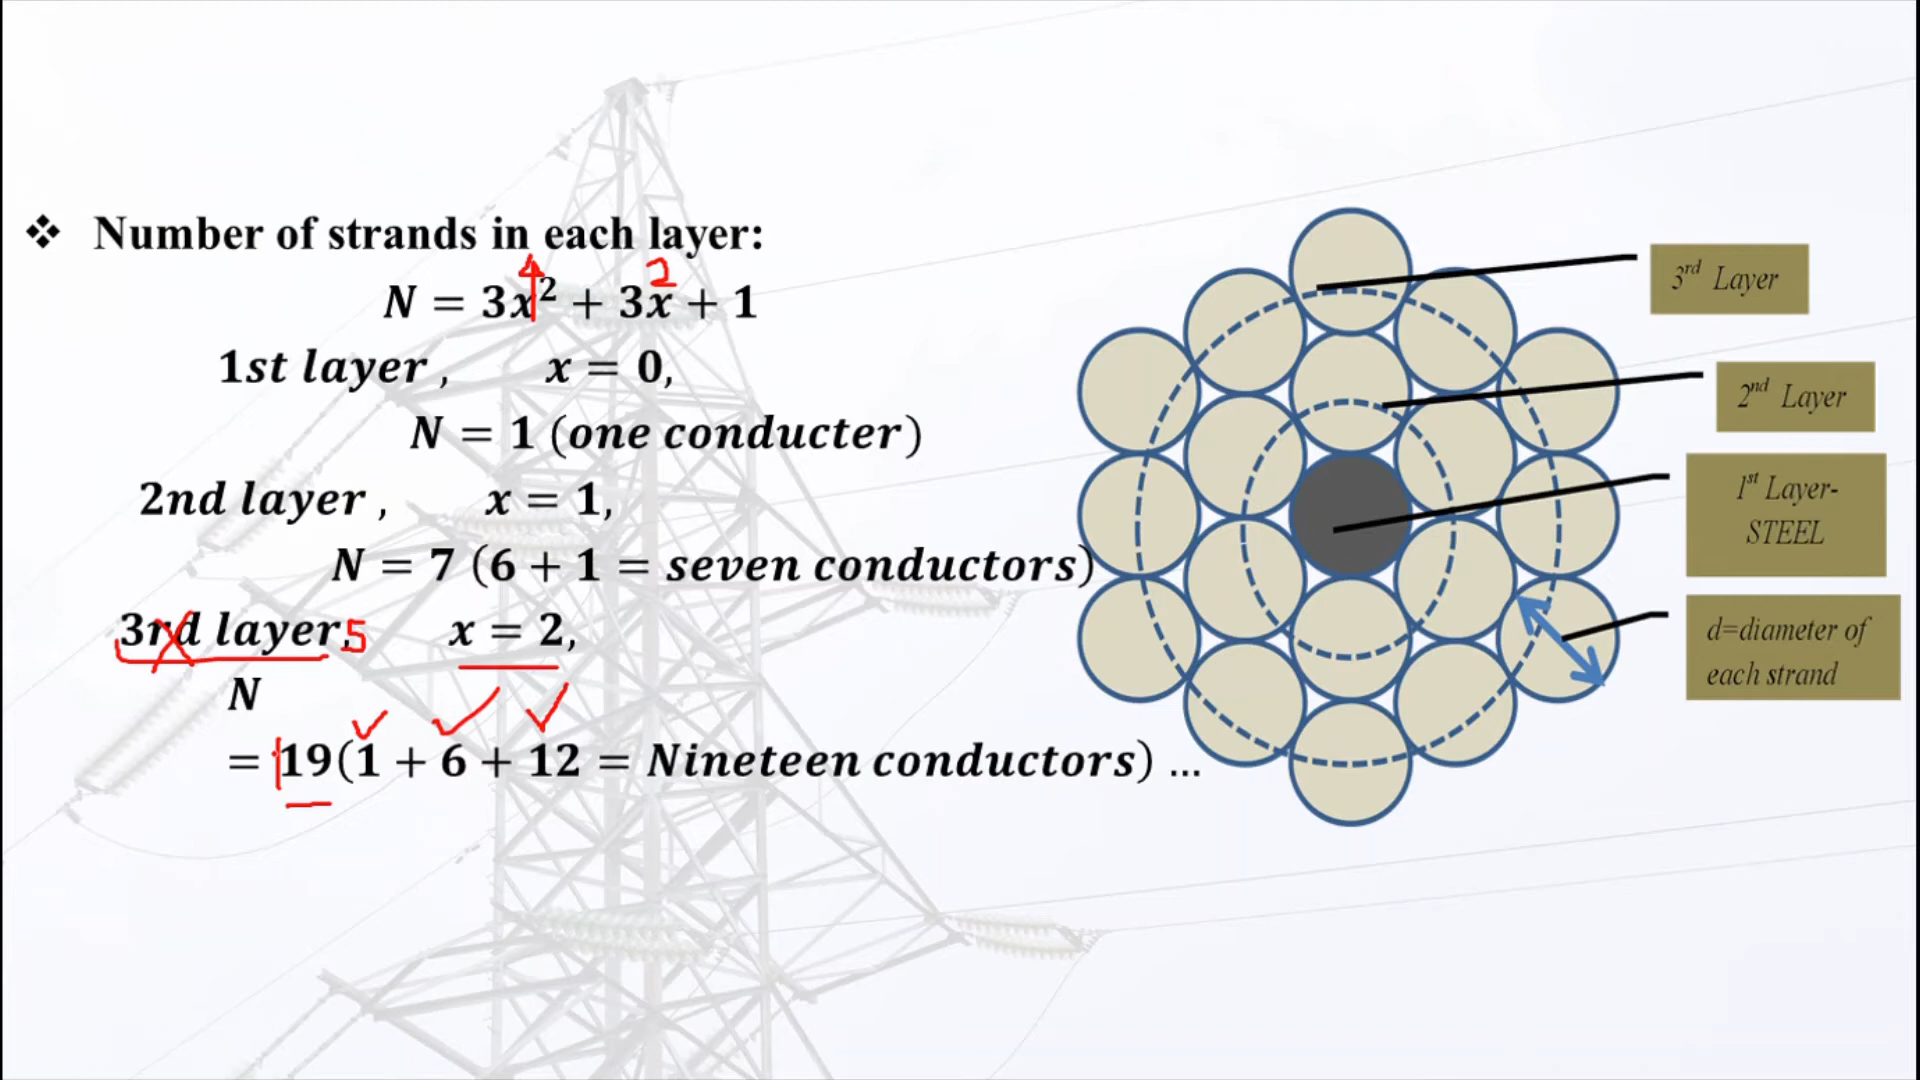 ❖ Number of strands in each layer:
4 2
N = 3x² + 3x + 1
1st layer, x = 0,
N = 1 (one conducter)
2nd layer, x = 1,
N = 7 (6 + 1 = seven conductors)
3rd layer, 5 x = 2,
N
= 19(1 + 6 + 12 = Nineteen conductors) ...
3rd Layer
2nd Layer
1st Layer-
STEEL
d=diameter of
each strand